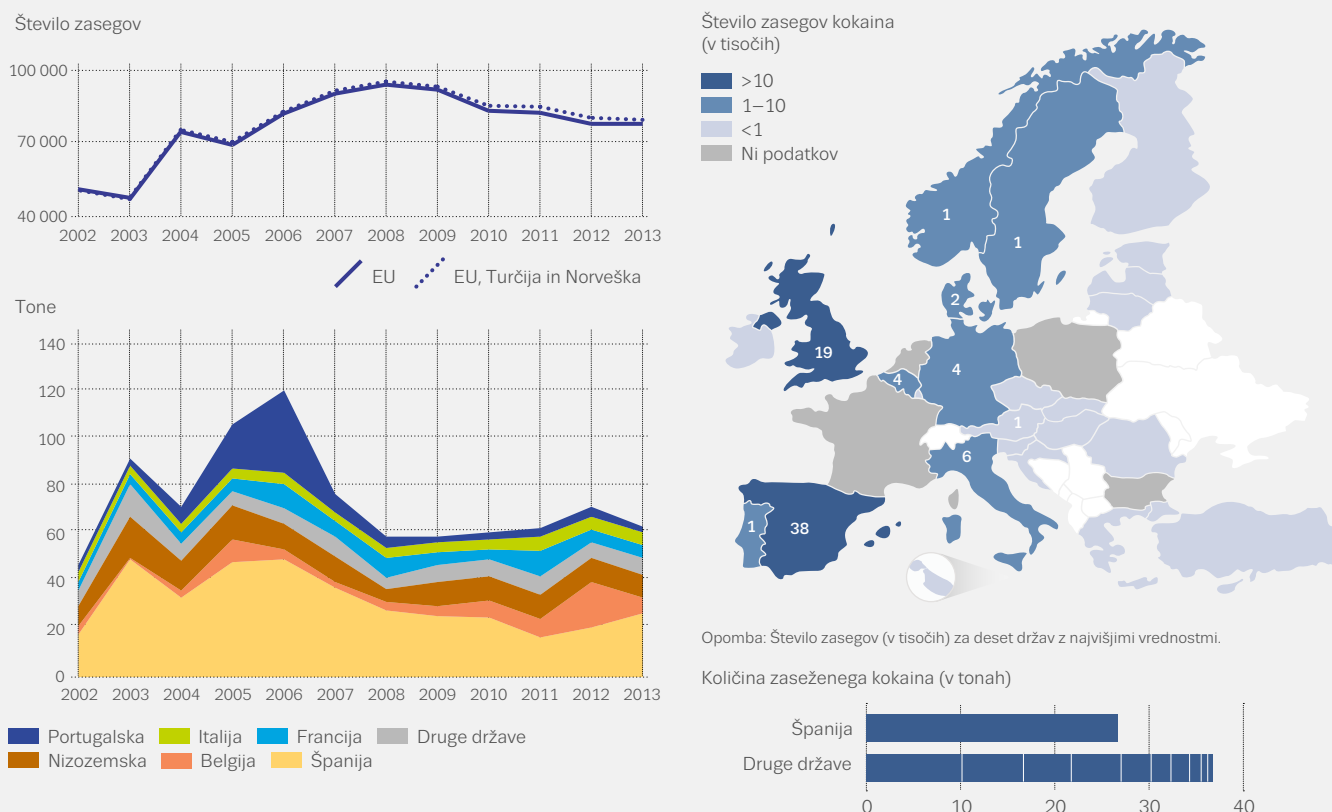 Število zasegov
100 000
70 000
40 000
2002 2003 2004 2005 2006 2007 2008 2009 2010 2011 2012 2013
EU EU, Turčija in Norveška
Tone
140
120
100
80
60
40
20
0
2002 2003 2004 2005 2006 2007 2008 2009 2010 2011 2012 2013
Portugalska Italija Francija Druge države
Nizozemska Belgija Španija
Število zasegov kokaina
(v tisočih)
>10
1–10
<1
Ni podatkov
1
1
2
19
4
4
1
6
1
38
Opomba: Število zasegov (v tisočih) za deset držav z najvišjimi vrednostmi.
Količina zaseženega kokaina (v tonah)
Španija
Druge države
0 10 20 30 40